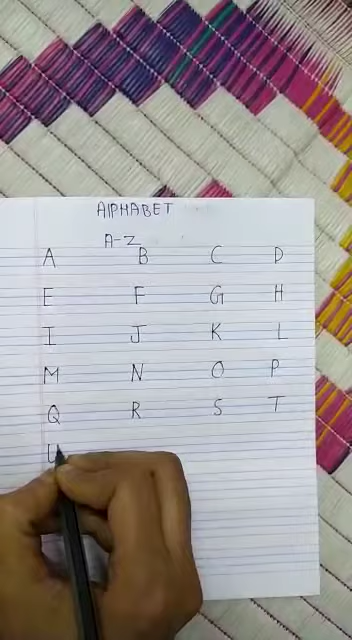 AlPHABET
A-Z
A B C D
E F G H
I J K L
M N O P
Q R S T
U